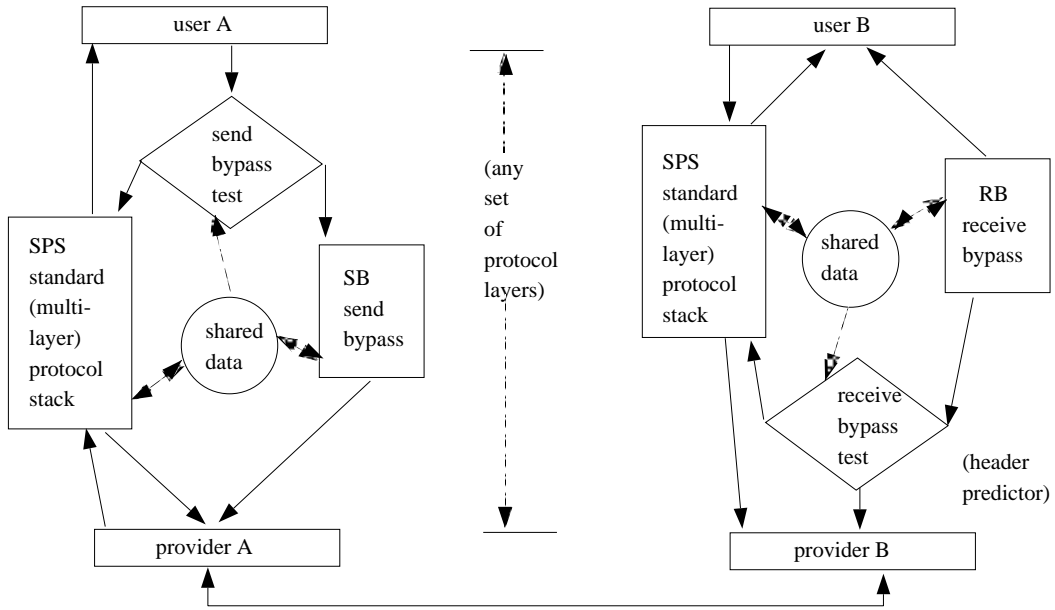 user A
user B
send
bypass
test
SPS
standard
(multi-
layer)
protocol
stack
SB
send
bypass
shared
data
provider A
(any
set
of
protocol
layers)
SPS
standard
(multi-
layer)
protocol
stack
shared
data
RB
receive
bypass
receive
bypass
test
(header
predictor)
provider B